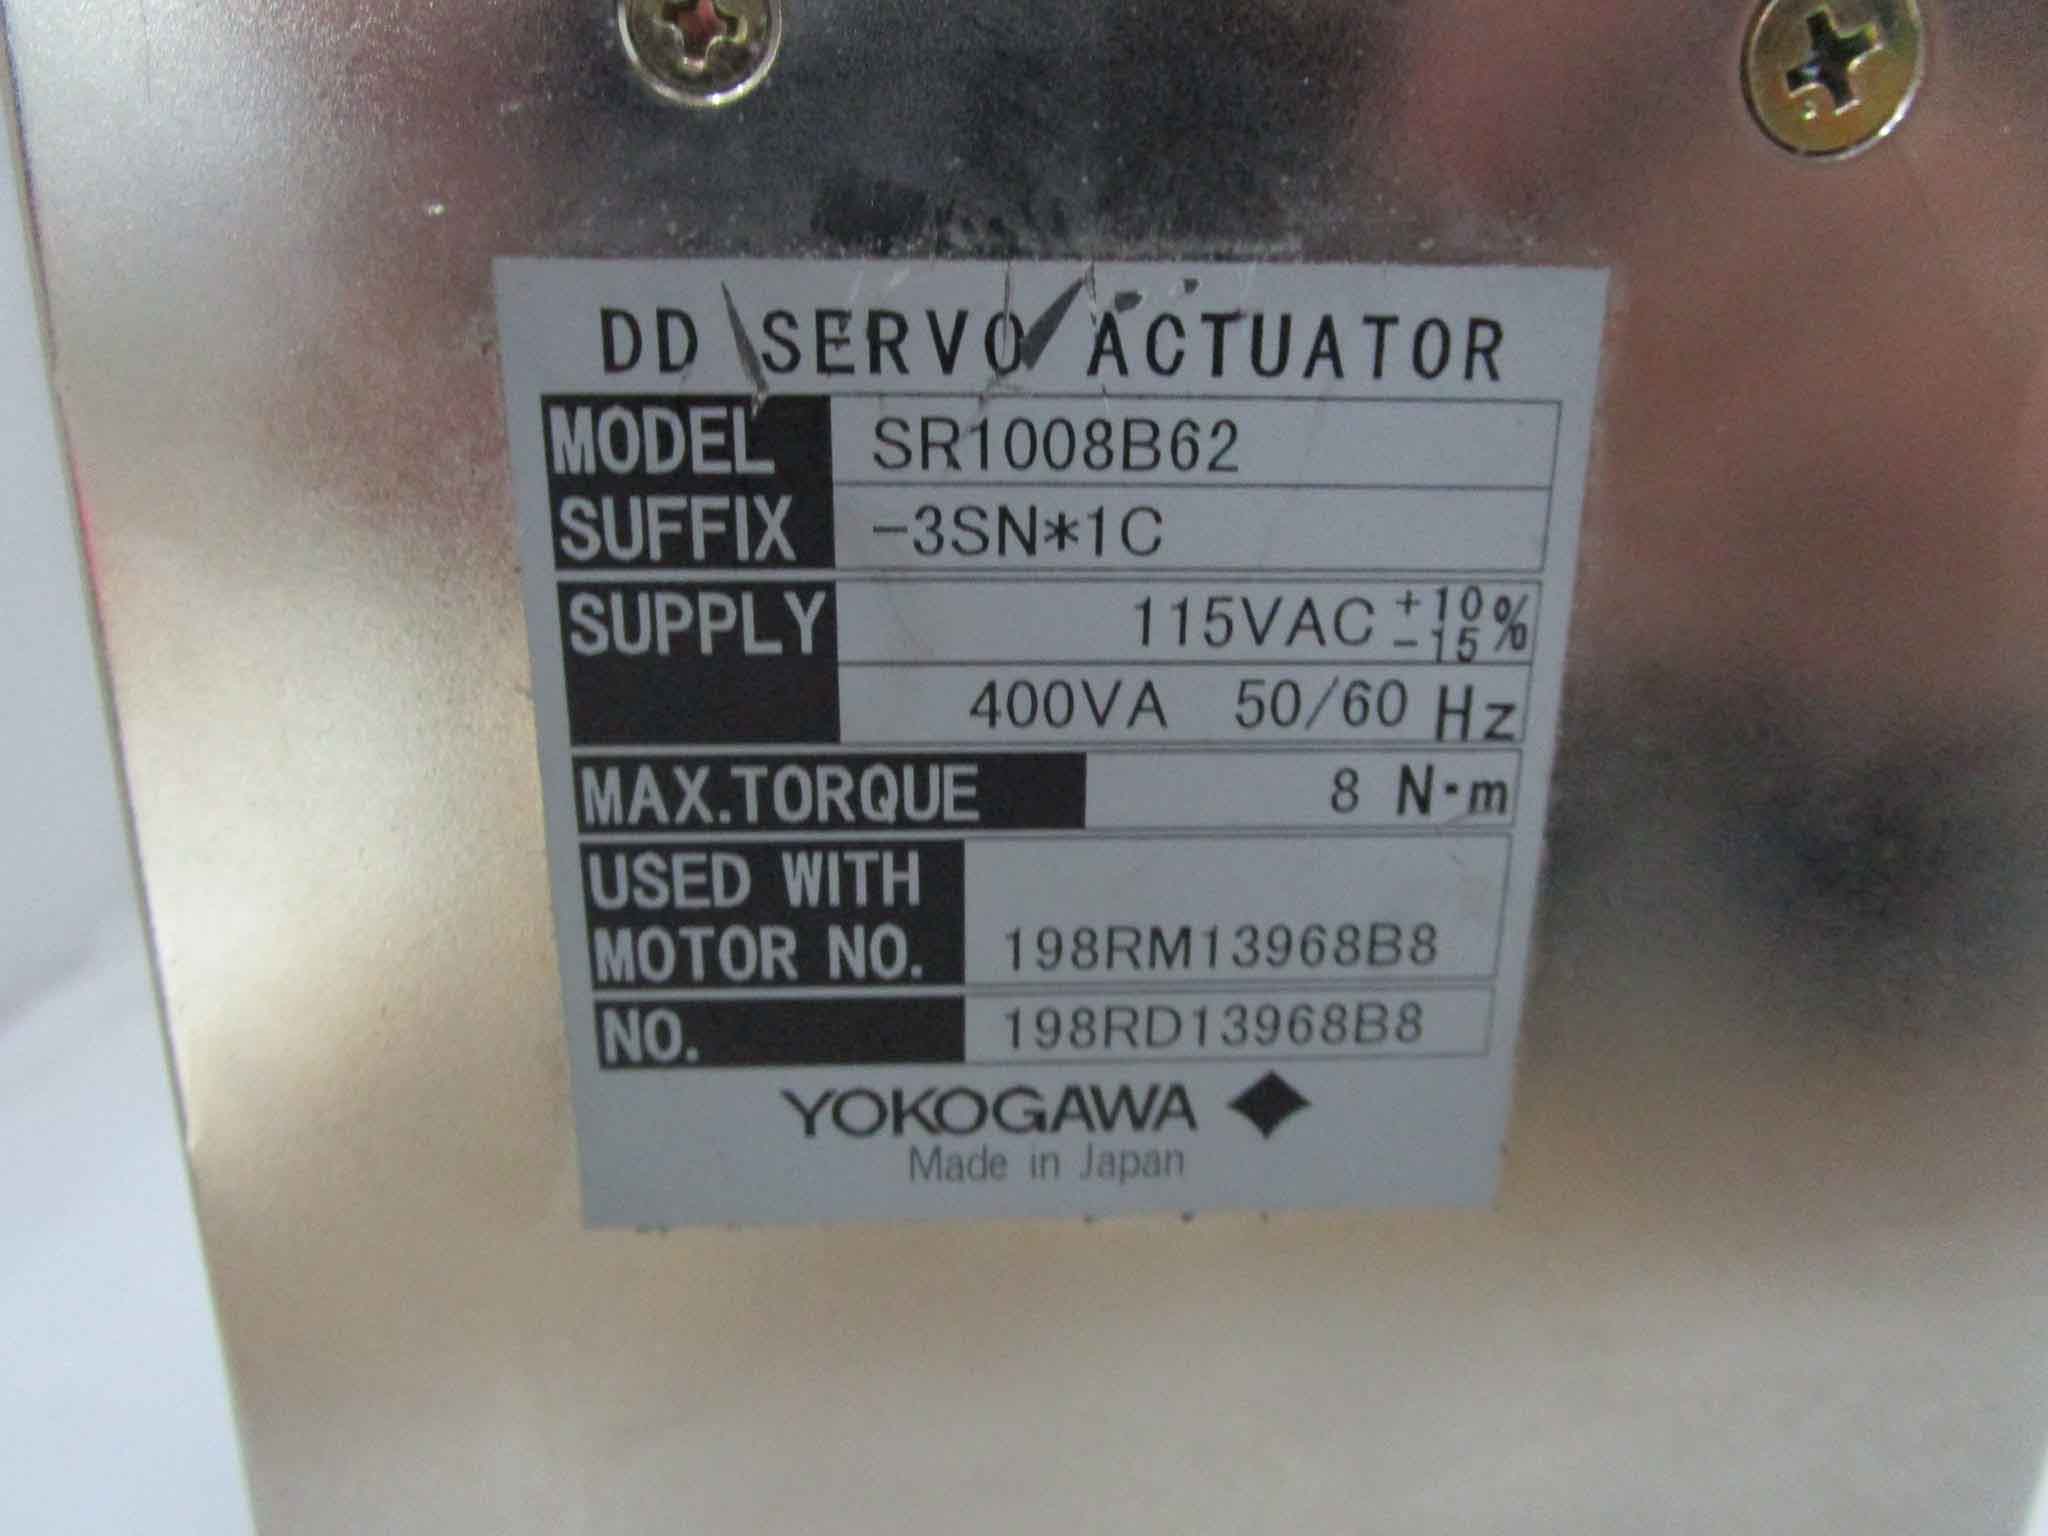 DD SERVO ACTUATOR
MODEL SR1008B62
SUFFIX -3SN*1C
SUPPLY 115VAC +10 -15 %
400VA 50/60 Hz
MAX.TORQUE 8 N·m
USED WITH
MOTOR NO. 198RM13968B8
NO. 198RD13968B8
YOKOGAWA
Made in Japan